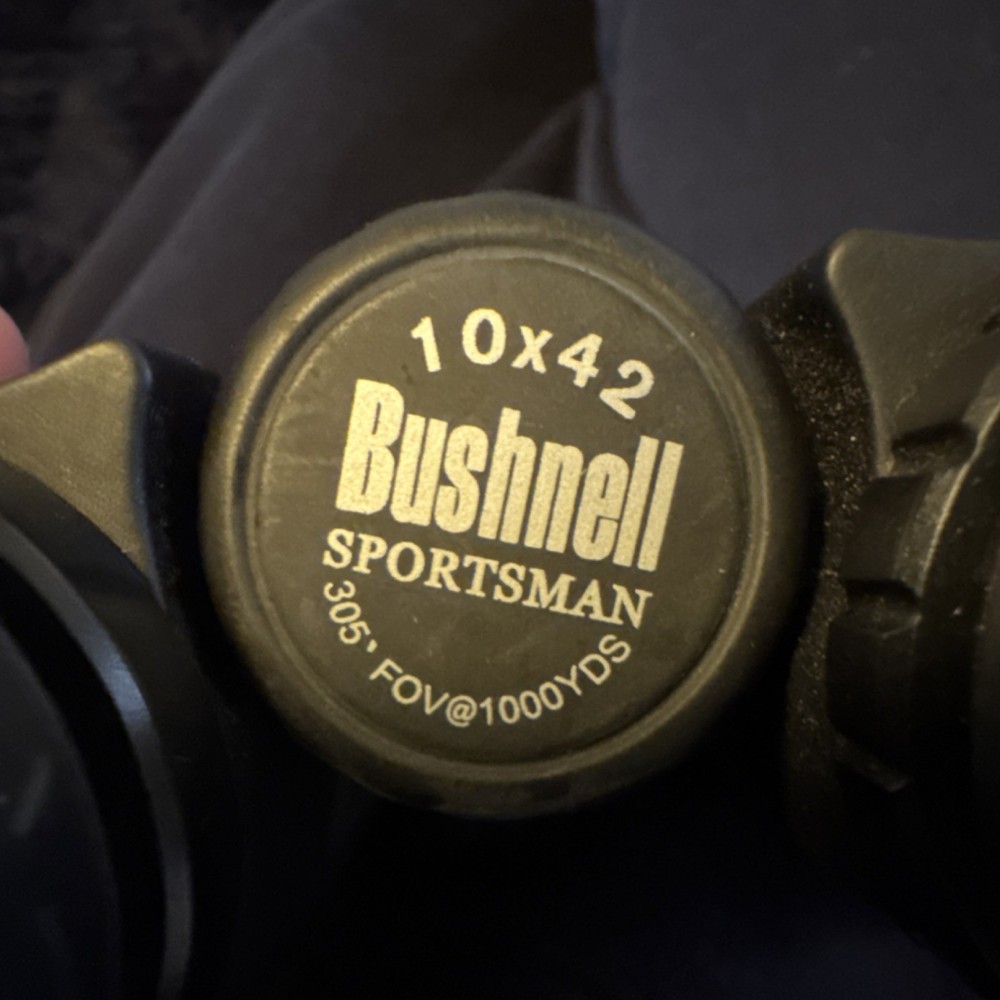 10x42
Bushnell
SPORTSMAN
305' FOV@1000YDS